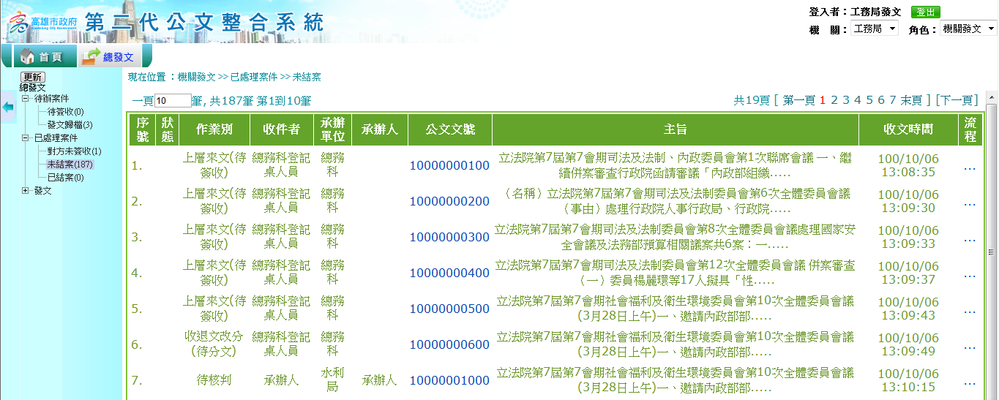 高雄市政府
Kaohsiung City Government
第二代公文整合系統
登入者：工務局發文 登出
機 關：工務局 角色：機關發文
首頁 總發文
更新
總發文
待辦案件
待簽收(0)
發文歸檔(3)
已處理案件
對方未簽收(1)
未結案(187)
已結案(0)
發文
現在位置 ：機關發文 >> 已處理案件 >> 未結案
一頁10筆, 共187筆 第1到10筆
共19頁 [ 第一頁 1 2 3 4 5 6 7 末頁 ] [下一頁]
序號 狀態 作業別 收件者 承辦單位 承辦人 公文文號 主旨 收文時間 流程
1. 上層來文(待 總務科登記 總務 10000000100 立法院第7屆第7會期司法及法制、內政委員會第1次聯席會議 一、繼 100/10/06 ...
簽收) 桌人員 科 續併案審查行政院函請審議「內政部組織..... 13:08:35
2. 上層來文(待 總務科登記 總務 10000000200 （名稱）立法院第7屆第7會期司法及法制委員會第6次全體委員會議 100/10/06 ...
簽收) 桌人員 科 （事由）處理行政院人事行政局、行政院..... 13:09:30
3. 上層來文(待 總務科登記 總務 10000000300 立法院第7屆第7會期司法及法制委員會第8次全體委員會議處理國家安 100/10/06 ...
簽收) 桌人員 科 全會議及法務部預算相關議案共6案：一..... 13:09:33
4. 上層來文(待 總務科登記 總務 10000000400 立法院第7屆第7會期司法及法制委員會第12次全體委員會議 併案審查 100/10/06 ...
簽收) 桌人員 科 （一）委員楊麗環等17人擬具「性..... 13:09:37
5. 上層來文(待 總務科登記 總務 10000000500 立法院第7屆第7會期社會福利及衛生環境委員會第10次全體委員會議 100/10/06 ...
簽收) 桌人員 科 (3月28日上午)一、邀請內政部部..... 13:09:43
6. 收退文改分 總務科登記 總務 10000000600 立法院第7屆第7會期社會福利及衛生環境委員會第10次全體委員會議 100/10/06 ...
(待分文) 桌人員 科 (3月28日上午)一、邀請內政部部..... 13:09:49
7. 待核判 承辦人 水利 承辦人 10000001000 立法院第7屆第7會期社會福利及衛生環境委員會第10次全體委員會議 100/10/06 ...
局 (3月28日上午)一、邀請內政部部..... 13:10:15